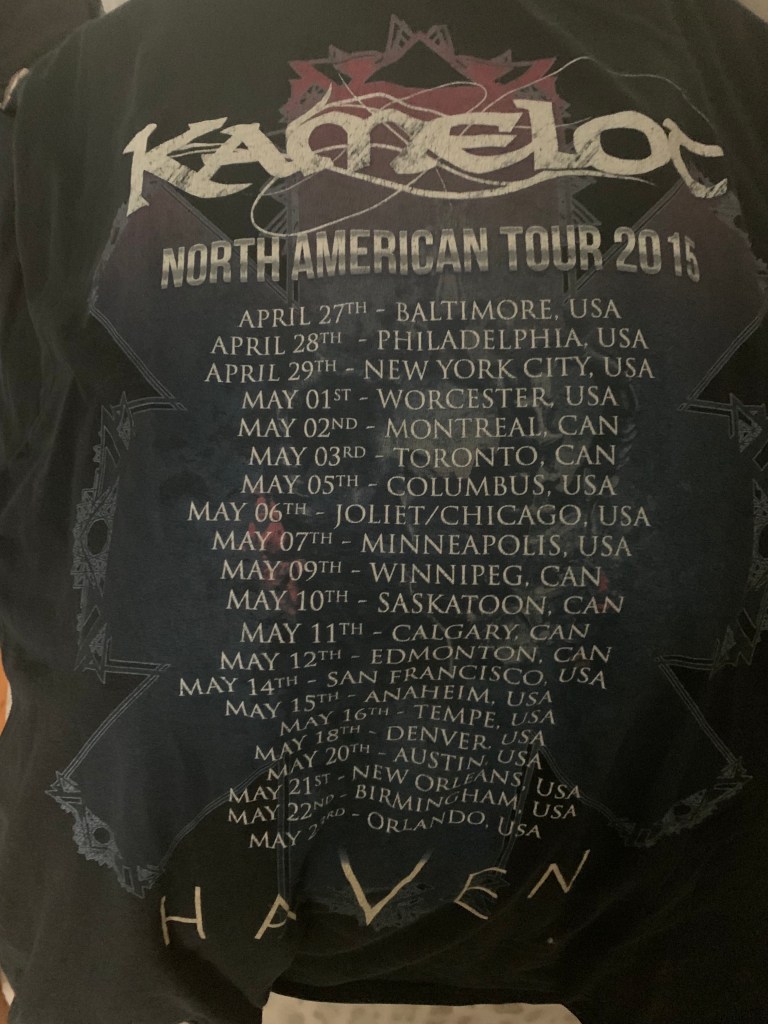 KAMELOT
NORTH AMERICAN TOUR 2015
APRIL 27TH - BALTIMORE, USA
APRIL 28TH - PHILADELPHIA, USA
APRIL 29TH - NEW YORK CITY, USA
MAY 01ST - WORCESTER, USA
MAY 02ND - MONTREAL, CAN
MAY 03RD - TORONTO, CAN
MAY 05TH - COLUMBUS, USA
MAY 06TH - JOLIET/CHICAGO, USA
MAY 07TH - MINNEAPOLIS, USA
MAY 09TH - WINNIPEG, CAN
MAY 10TH - SASKATOON, CAN
MAY 11TH - CALGARY, CAN
MAY 12TH - EDMONTON, CAN
MAY 14TH - SAN FRANCISCO, USA
MAY 15TH - ANAHEIM, USA
MAY 16TH - TEMPE, USA
MAY 18TH - DENVER, USA
MAY 20TH - AUSTIN, USA
MAY 21ST - NEW ORLEANS, USA
MAY 22ND - BIRMINGHAM, USA
MAY 23RD - ORLANDO, USA
HAVEN